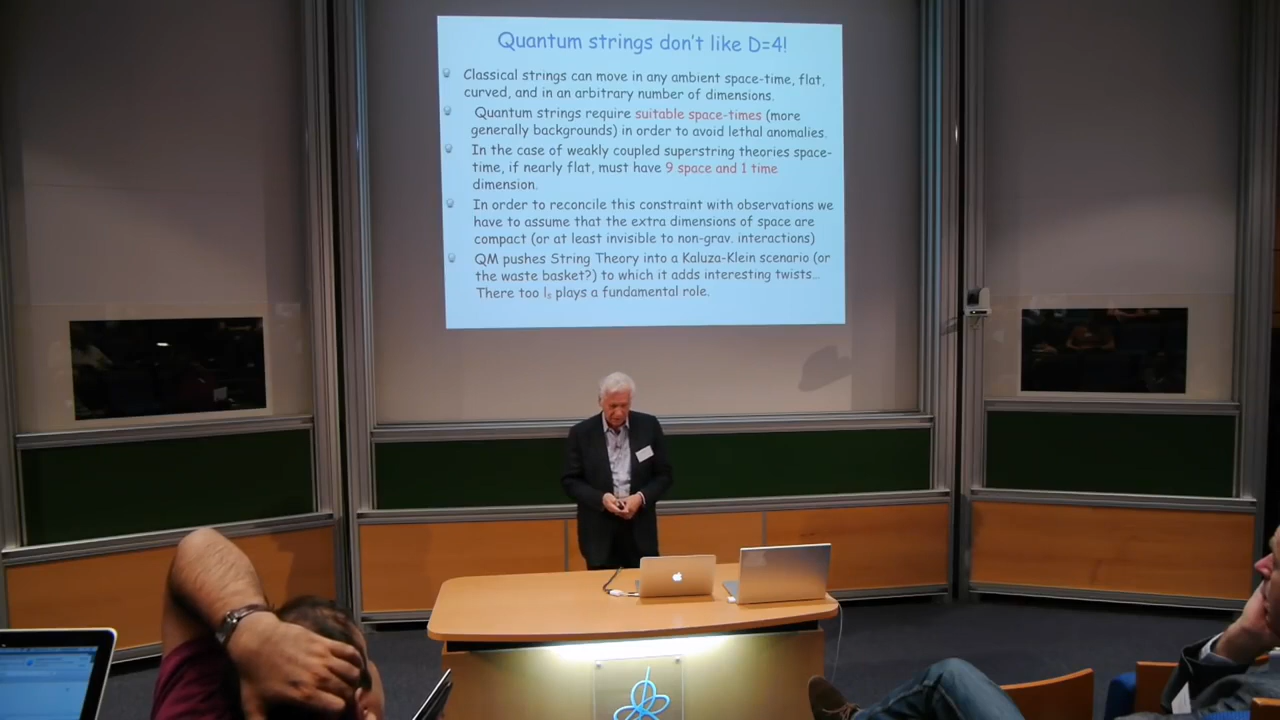 Quantum strings don't like D=4!
Classical strings can move in any ambient space-time, flat,
curved, and in an arbitrary number of dimensions.
Quantum strings require suitable space-times (more
generally backgrounds) in order to avoid lethal anomalies.
In the case of weakly coupled superstring theories space-
time, if nearly flat, must have 9 space and 1 time
dimension.
In order to reconcile this constraint with observations we
have to assume that the extra dimensions of space are
compact (or at least invisible to non-grav. interactions)
QM pushes String Theory into a Kaluza-Klein scenario (or
the waste basket?) to which it adds interesting twists...
There too ls plays a fundamental role.